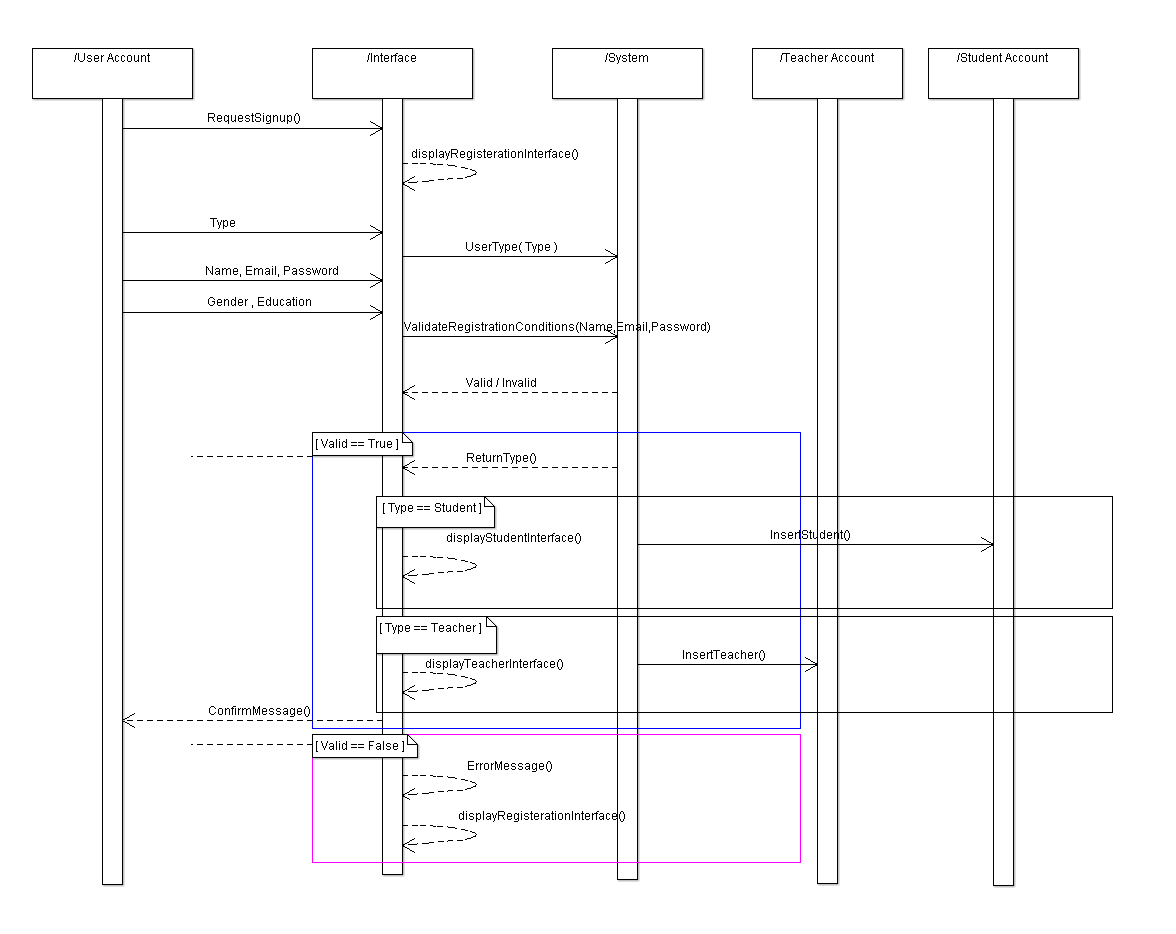 /User Account
/Interface
/System
/Teacher Account
/Student Account
RequestSignup()
displayRegisterationInterface()
Type
UserType( Type )
Name, Email, Password
Gender , Education
ValidateRegistrationConditions(Name,Email,Password)
Valid / Invalid
[ Valid == True ]
ReturnType()
[ Type == Student ]
InsertStudent()
displayStudentInterface()
[ Type == Teacher ]
InsertTeacher()
displayTeacherInterface()
ConfirmMessage()
[ Valid == False ]
ErrorMessage()
displayRegisterationInterface()